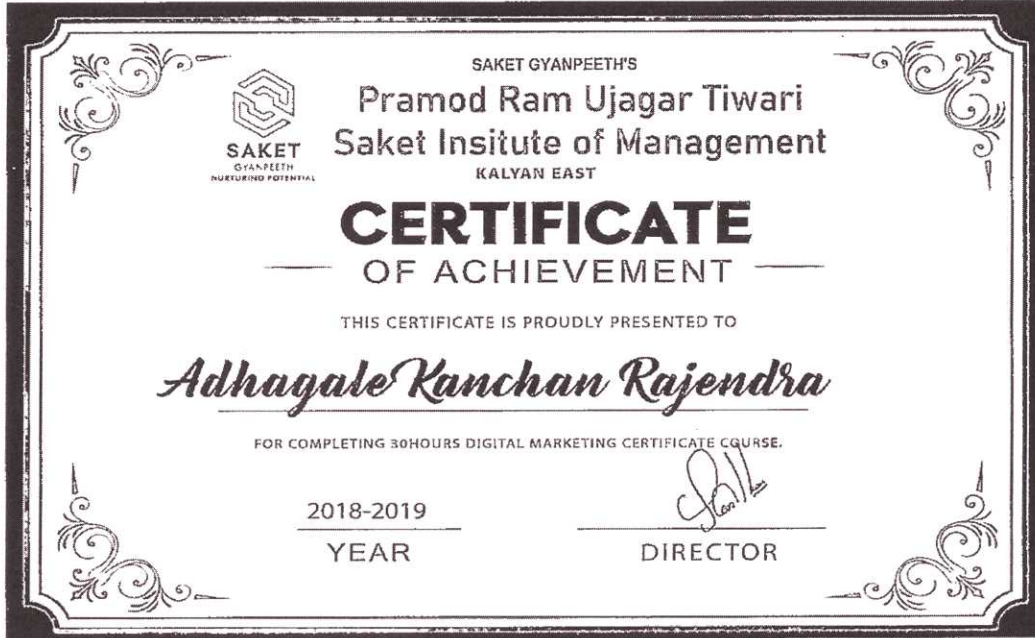 SAKET GYANPEETH'S
Pramod Ram Ujagar Tiwari
Saket Insitute of Management
KALYAN EAST
SAKET
GYANPEETH
NURTURING POTENTIAL
CERTIFICATE
OF ACHIEVEMENT
THIS CERTIFICATE IS PROUDLY PRESENTED TO
Adhagale Kanchan Rajendra
FOR COMPLETING 30HOURS DIGITAL MARKETING CERTIFICATE COURSE.
2018-2019
YEAR
DIRECTOR